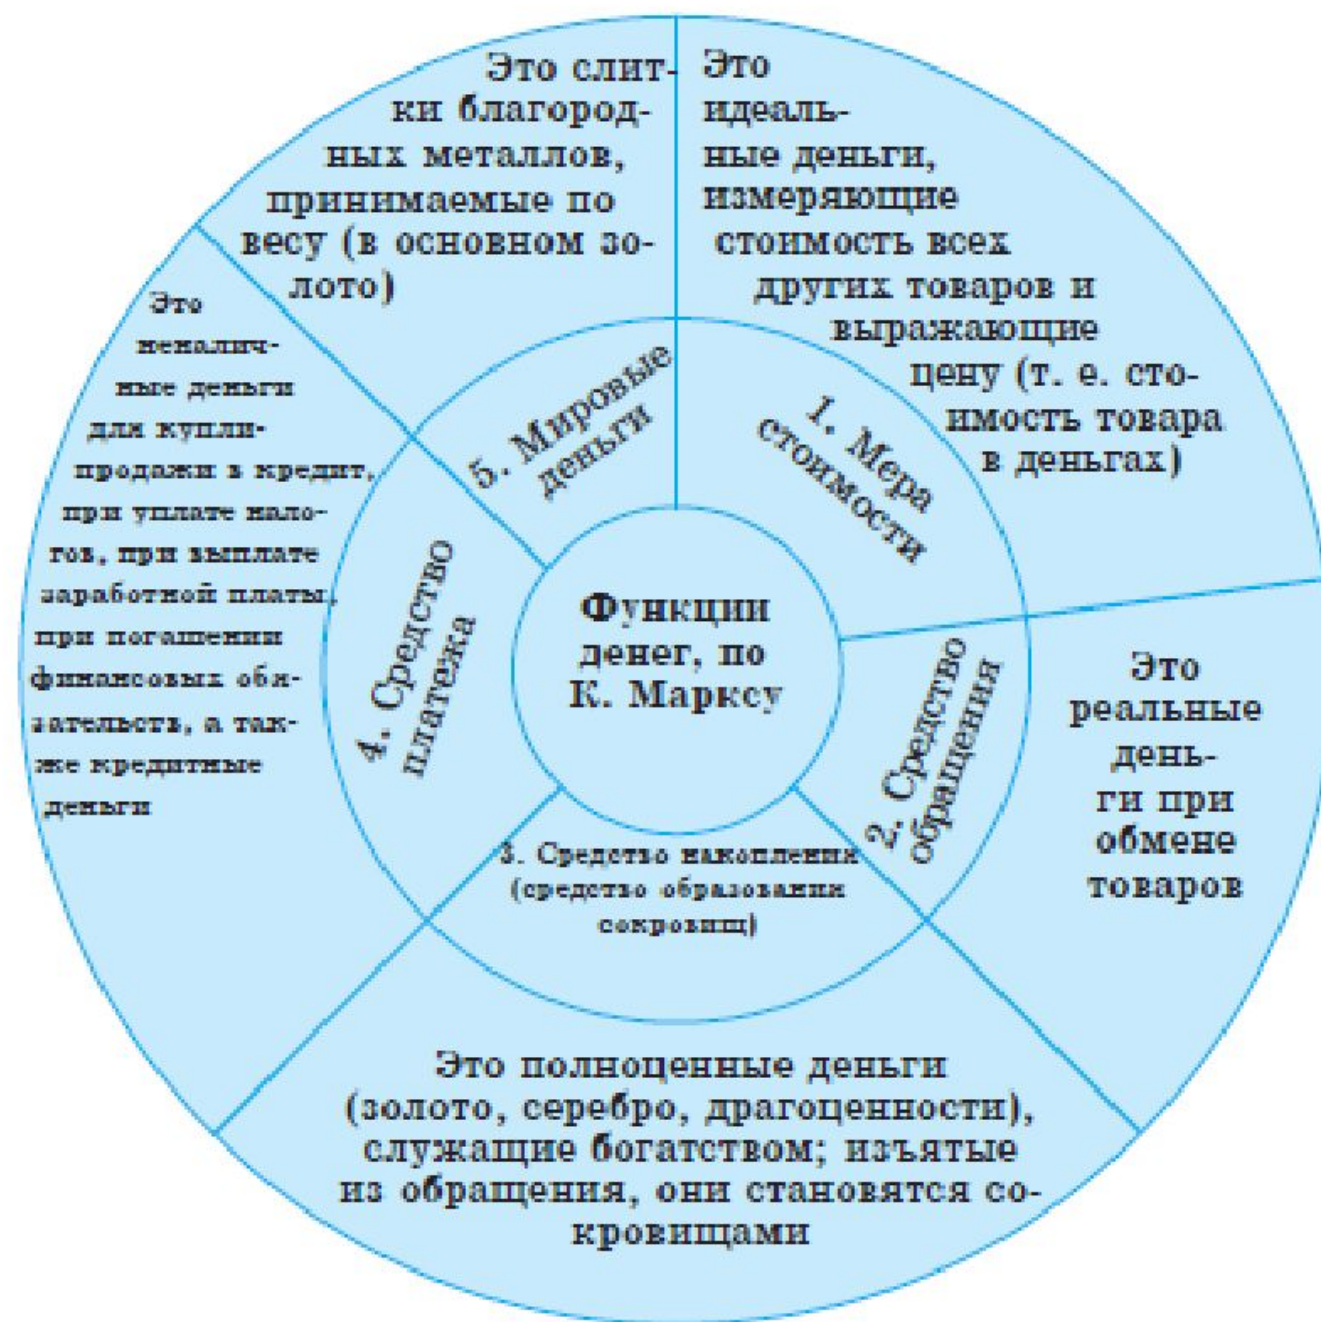 Функции
денег, по
К. Марксу
1. Мера
стоимости
Это
идеаль-
ные деньги,
измеряющие
стоимость всех
других товаров и
выражающие
цену (т. е. сто-
имость товара
в деньгах)
2. Средство
обращения
Это
реальные
день-
ги при
обмене
товаров
3. Средство накопления
(средство образования
сокровищ)
Это полноценные деньги
(золото, серебро, драгоценности),
служащие богатством; изъятые
из обращения, они становятся со-
кровищами
4. Средство
платежа
Это
неналич-
ные деньги
для купли-
продажи в кредит,
при уплате нало-
гов, при выплате
заработной платы,
при погашении
финансовых обя-
зательств, а так-
же кредитные
деньги
5. Мировые
деньги
Это слит-
ки благород-
ных металлов,
принимаемые по
весу (в основном зо-
лото)